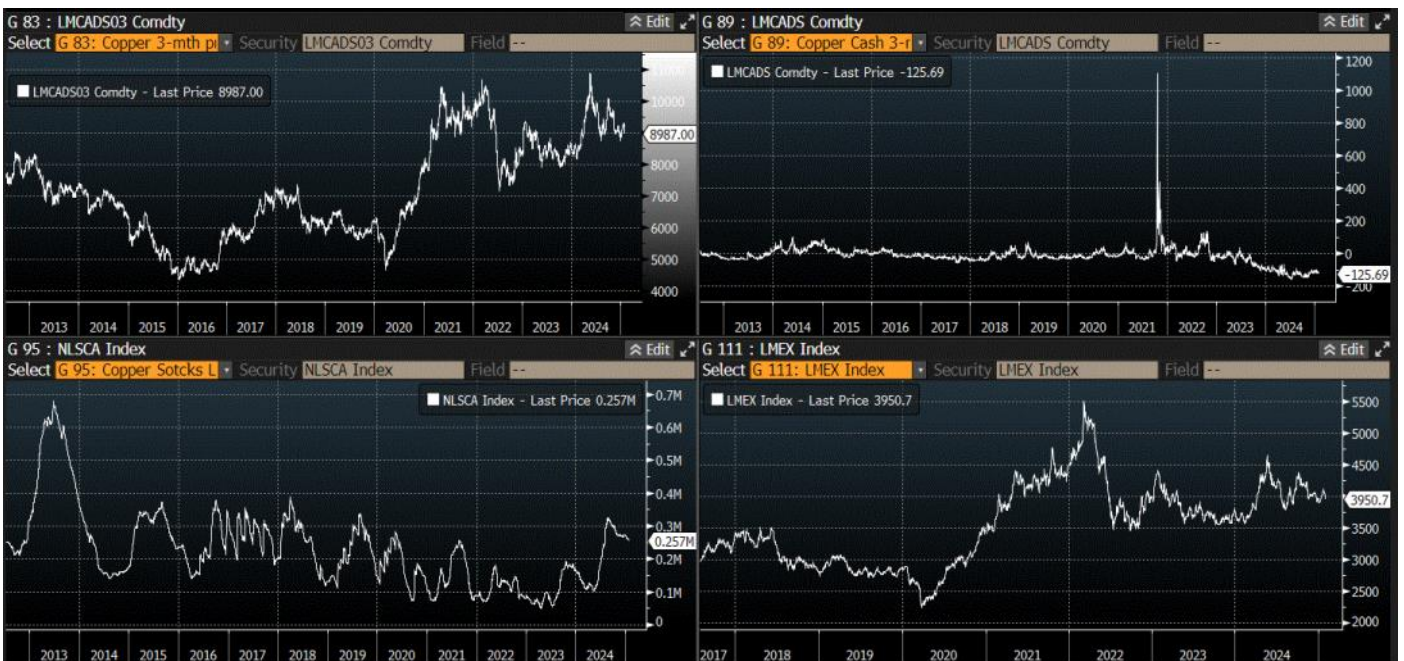 G 83 : LMCADS03 Comdty
Edit
Select G 83: Copper 3-mth pr Security LMCADS03 Comdty Field --
LMCADS03 Comdty - Last Price 8987.00
11000
10000
8987.00
8000
7000
6000
5000
4000
2013 2014 2015 2016 2017 2018 2019 2020 2021 2022 2023 2024
G 89 : LMCADS Comdty
Edit
Select G 89: Copper Cash 3-r Security LMCADS Comdty Field --
LMCADS Comdty - Last Price -125.69
1200
1000
800
600
400
200
0
-125.69
-200
2013 2014 2015 2016 2017 2018 2019 2020 2021 2022 2023 2024
G 95 : NLSCA Index
Edit
Select G 95: Copper Sotcks L Security NLSCA Index Field --
NLSCA Index - Last Price 0.257M
0.7M
0.6M
0.5M
0.4M
0.3M
0.257M
0.2M
0.1M
0
2013 2014 2015 2016 2017 2018 2019 2020 2021 2022 2023 2024
G 111 : LMEX Index
Edit
Select G 111: LMEX Index Security LMEX Index Field --
LMEX Index - Last Price 3950.7
5500
5000
4500
3950.7
3500
3000
2500
2000
2017 2018 2019 2020 2021 2022 2023 2024